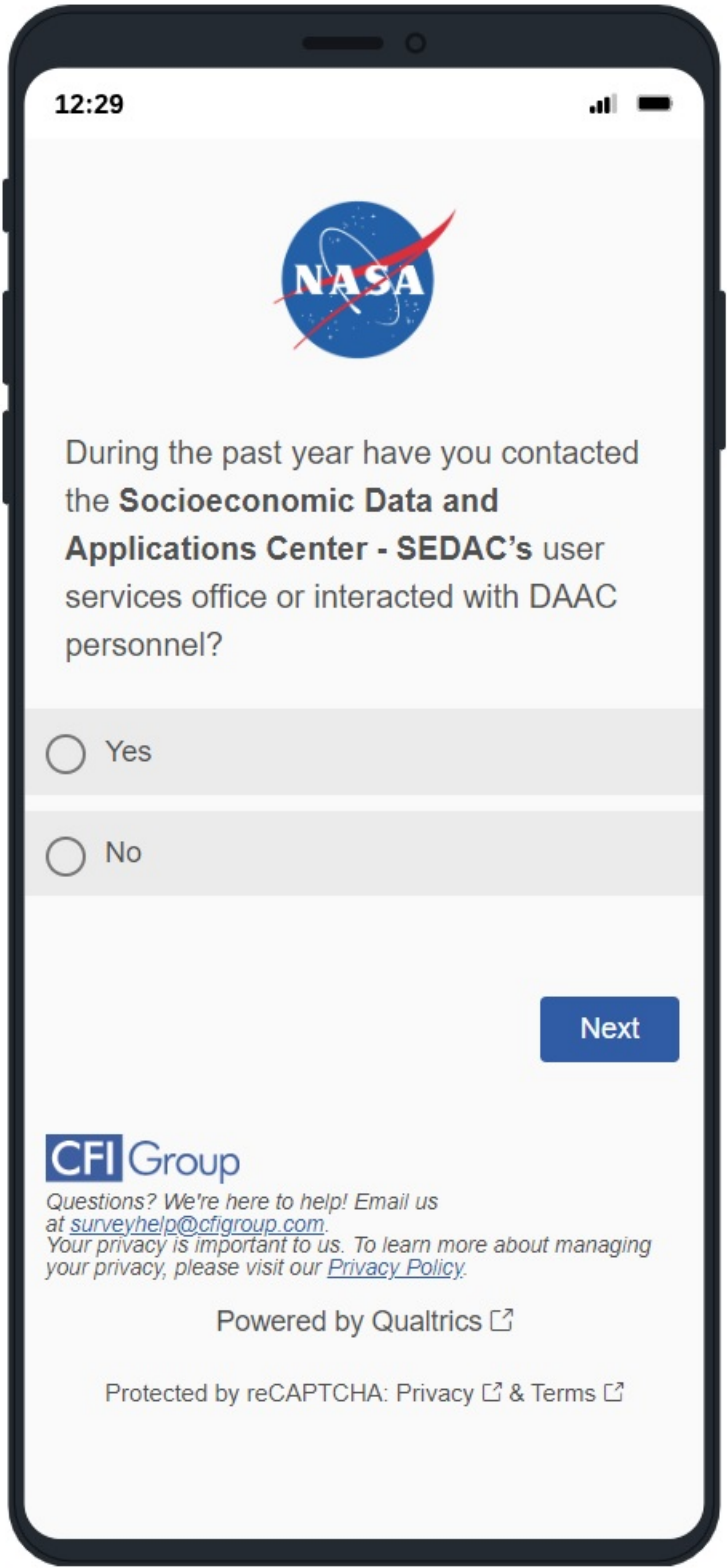 12:29
NASA
During the past year have you contacted
the Socioeconomic Data and
Applications Center - SEDAC’s user
services office or interacted with DAAC
personnel?
Yes
No
Next
CFI Group
Questions? We're here to help! Email us
at surveyhelp@cfigroup.com.
Your privacy is important to us. To learn more about managing
your privacy, please visit our Privacy Policy.
Powered by Qualtrics
Protected by reCAPTCHA: Privacy & Terms